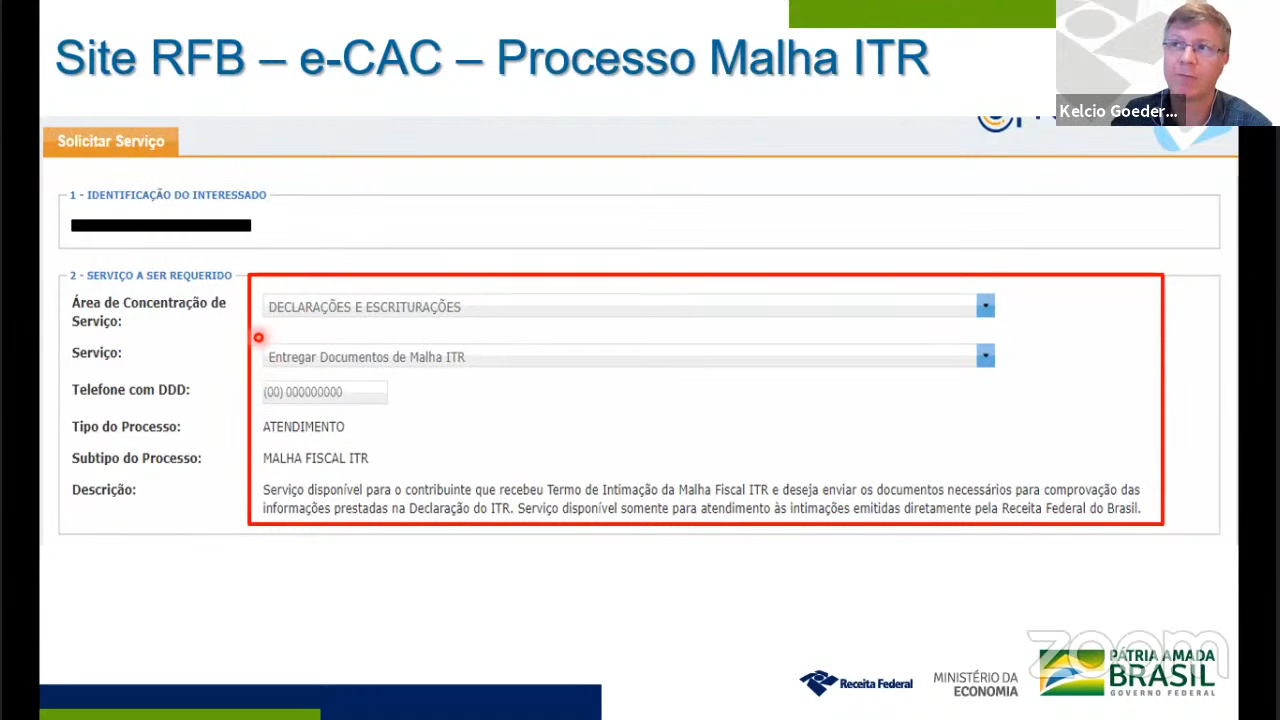 Site RFB – e-CAC – Processo Malha ITR
Kelcio Goeder...
Solicitar Serviço
1 - IDENTIFICAÇÃO DO INTERESSADO
2 - SERVIÇO A SER REQUERIDO
Área de Concentração de
Serviço:
DECLARAÇÕES E ESCRITURAÇÕES
Serviço:
Entregar Documentos de Malha ITR
Telefone com DDD:
(00) 000000000
Tipo do Processo:
ATENDIMENTO
Subtipo do Processo:
MALHA FISCAL ITR
Descrição:
Serviço disponível para o contribuinte que recebeu Termo de Intimação da Malha Fiscal ITR e deseja enviar os documentos necessários para comprovação das
informações prestadas na Declaração do ITR. Serviço disponível somente para atendimento às intimações emitidas diretamente pela Receita Federal do Brasil.
zoom
Receita Federal
MINISTÉRIO DA
ECONOMIA
PÁTRIA AMADA
BRASIL
GOVERNO FEDERAL